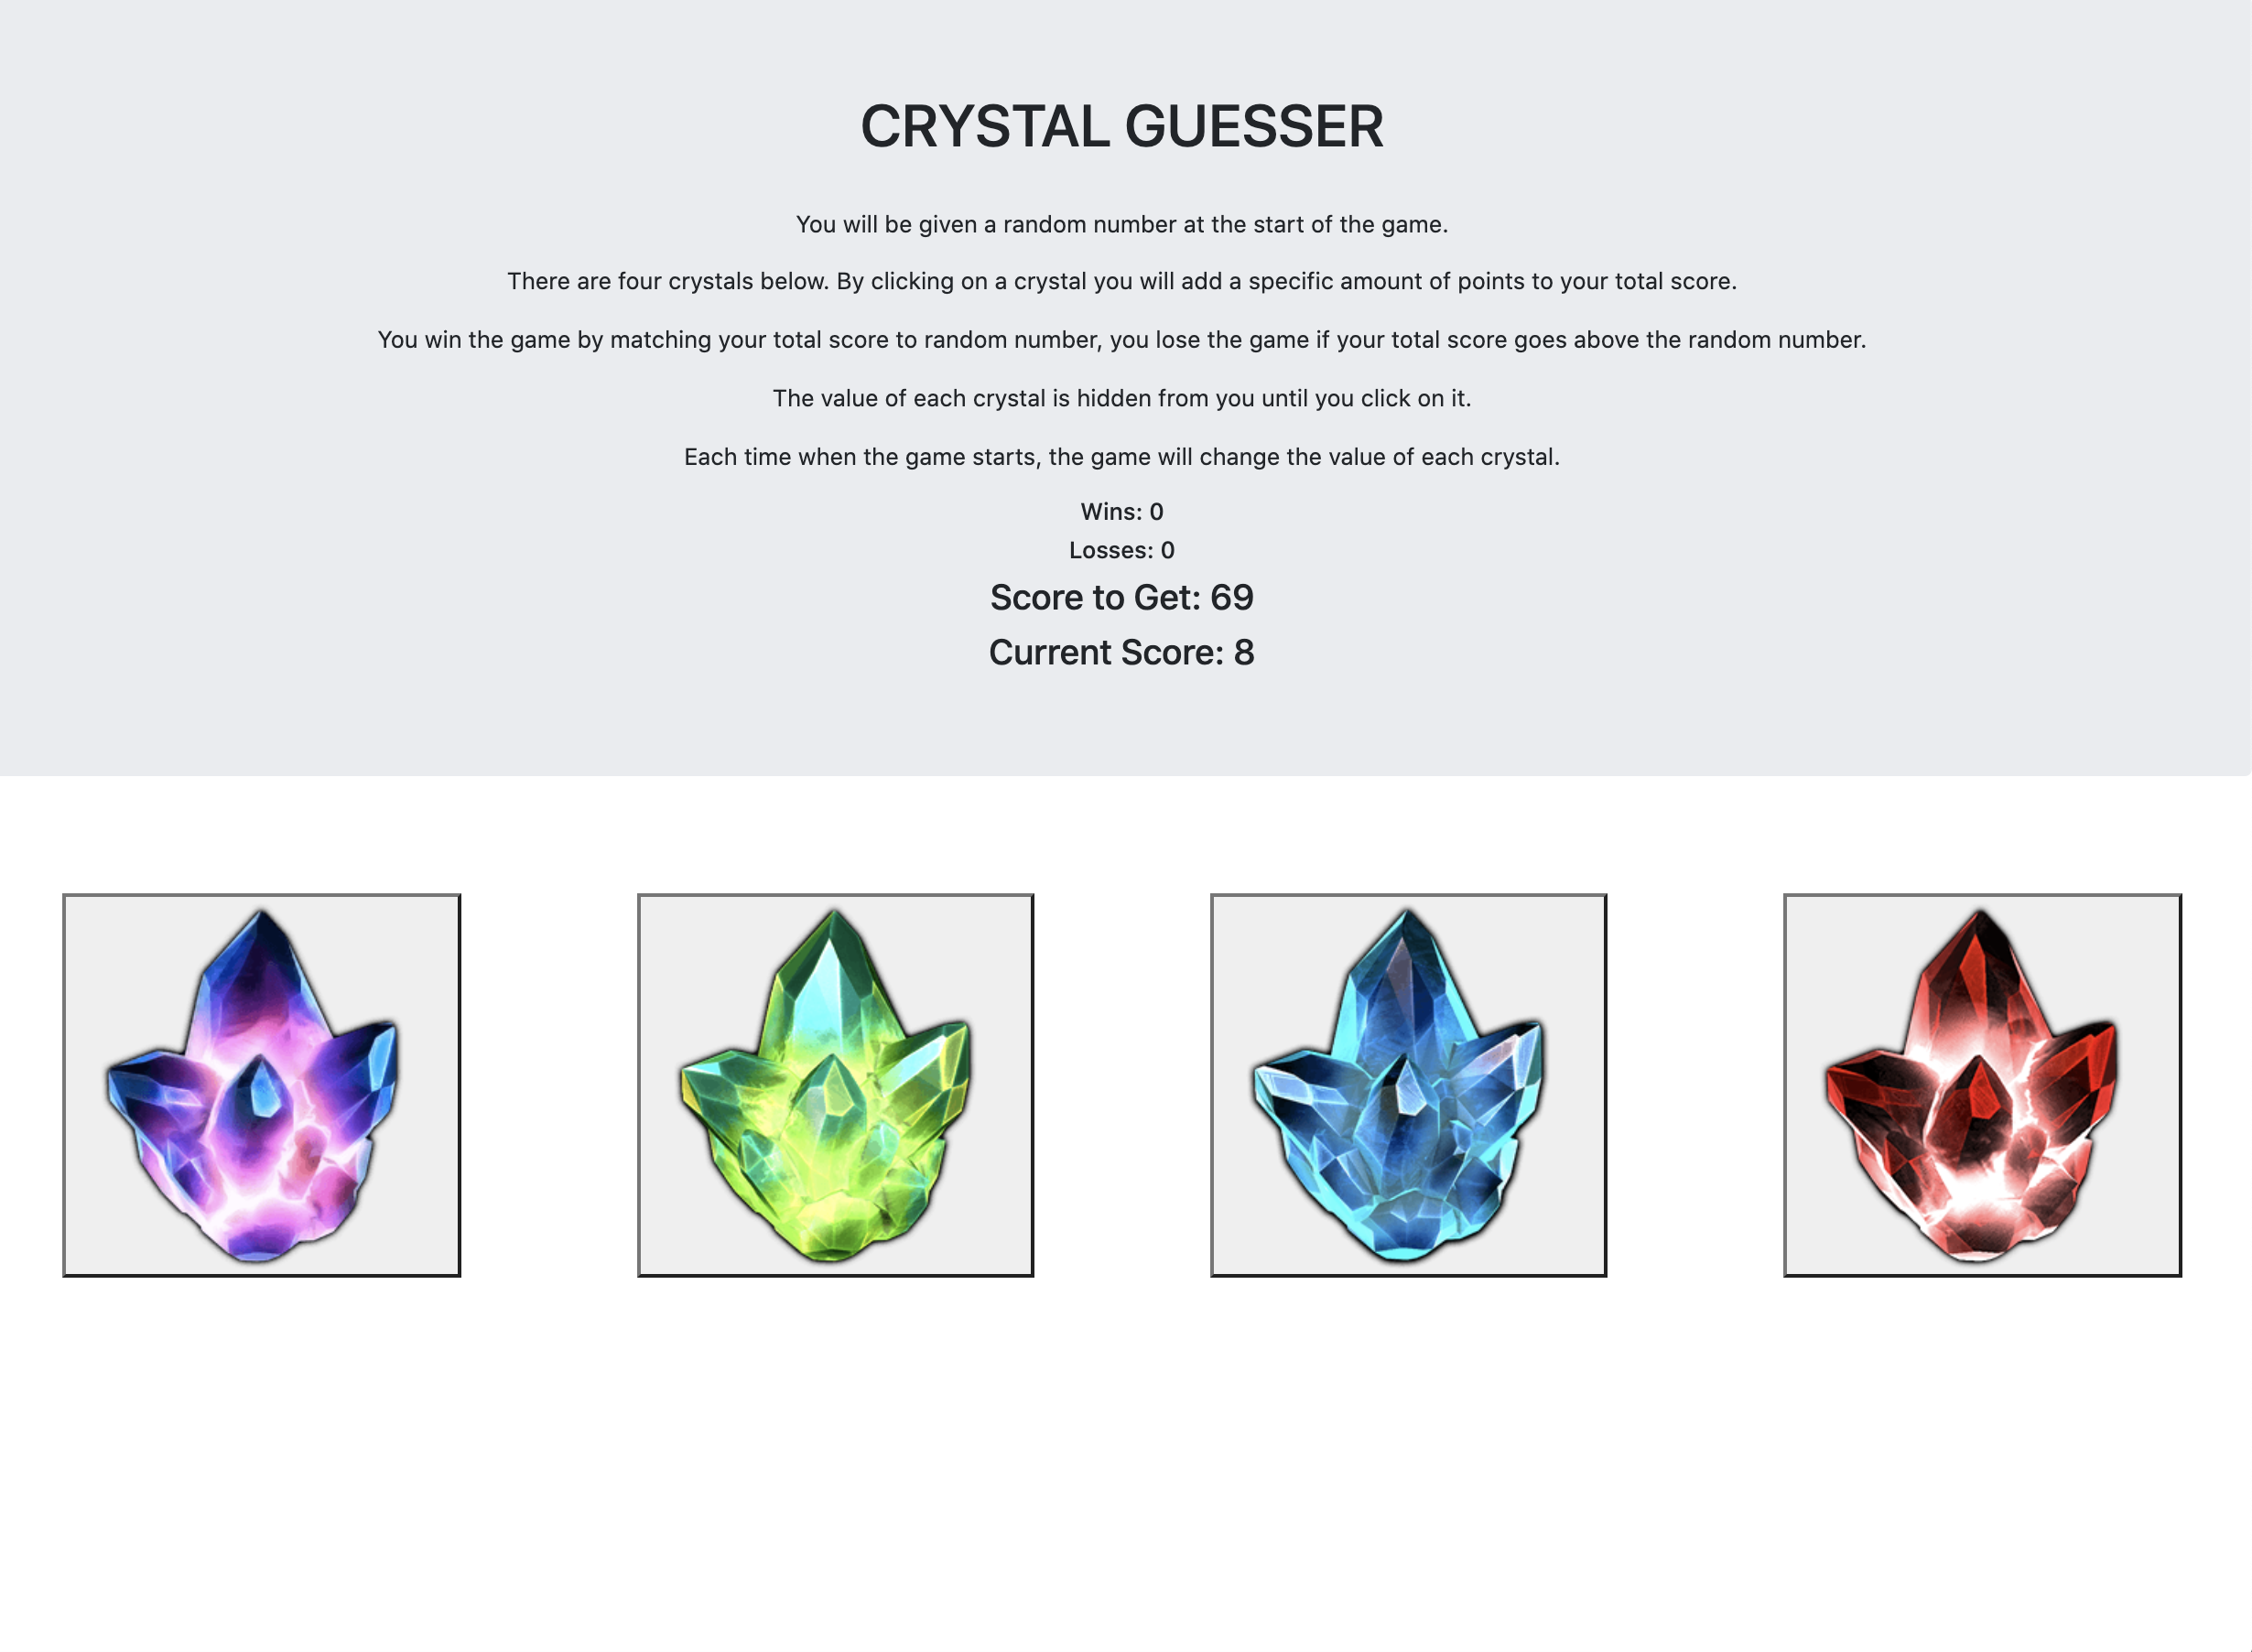 CRYSTAL GUESSER
You will be given a random number at the start of the game.
There are four crystals below. By clicking on a crystal you will add a specific amount of points to your total score.
You win the game by matching your total score to random number, you lose the game if your total score goes above the random number.
The value of each crystal is hidden from you until you click on it.
Each time when the game starts, the game will change the value of each crystal.
Wins: 0
Losses: 0
Score to Get: 69
Current Score: 8